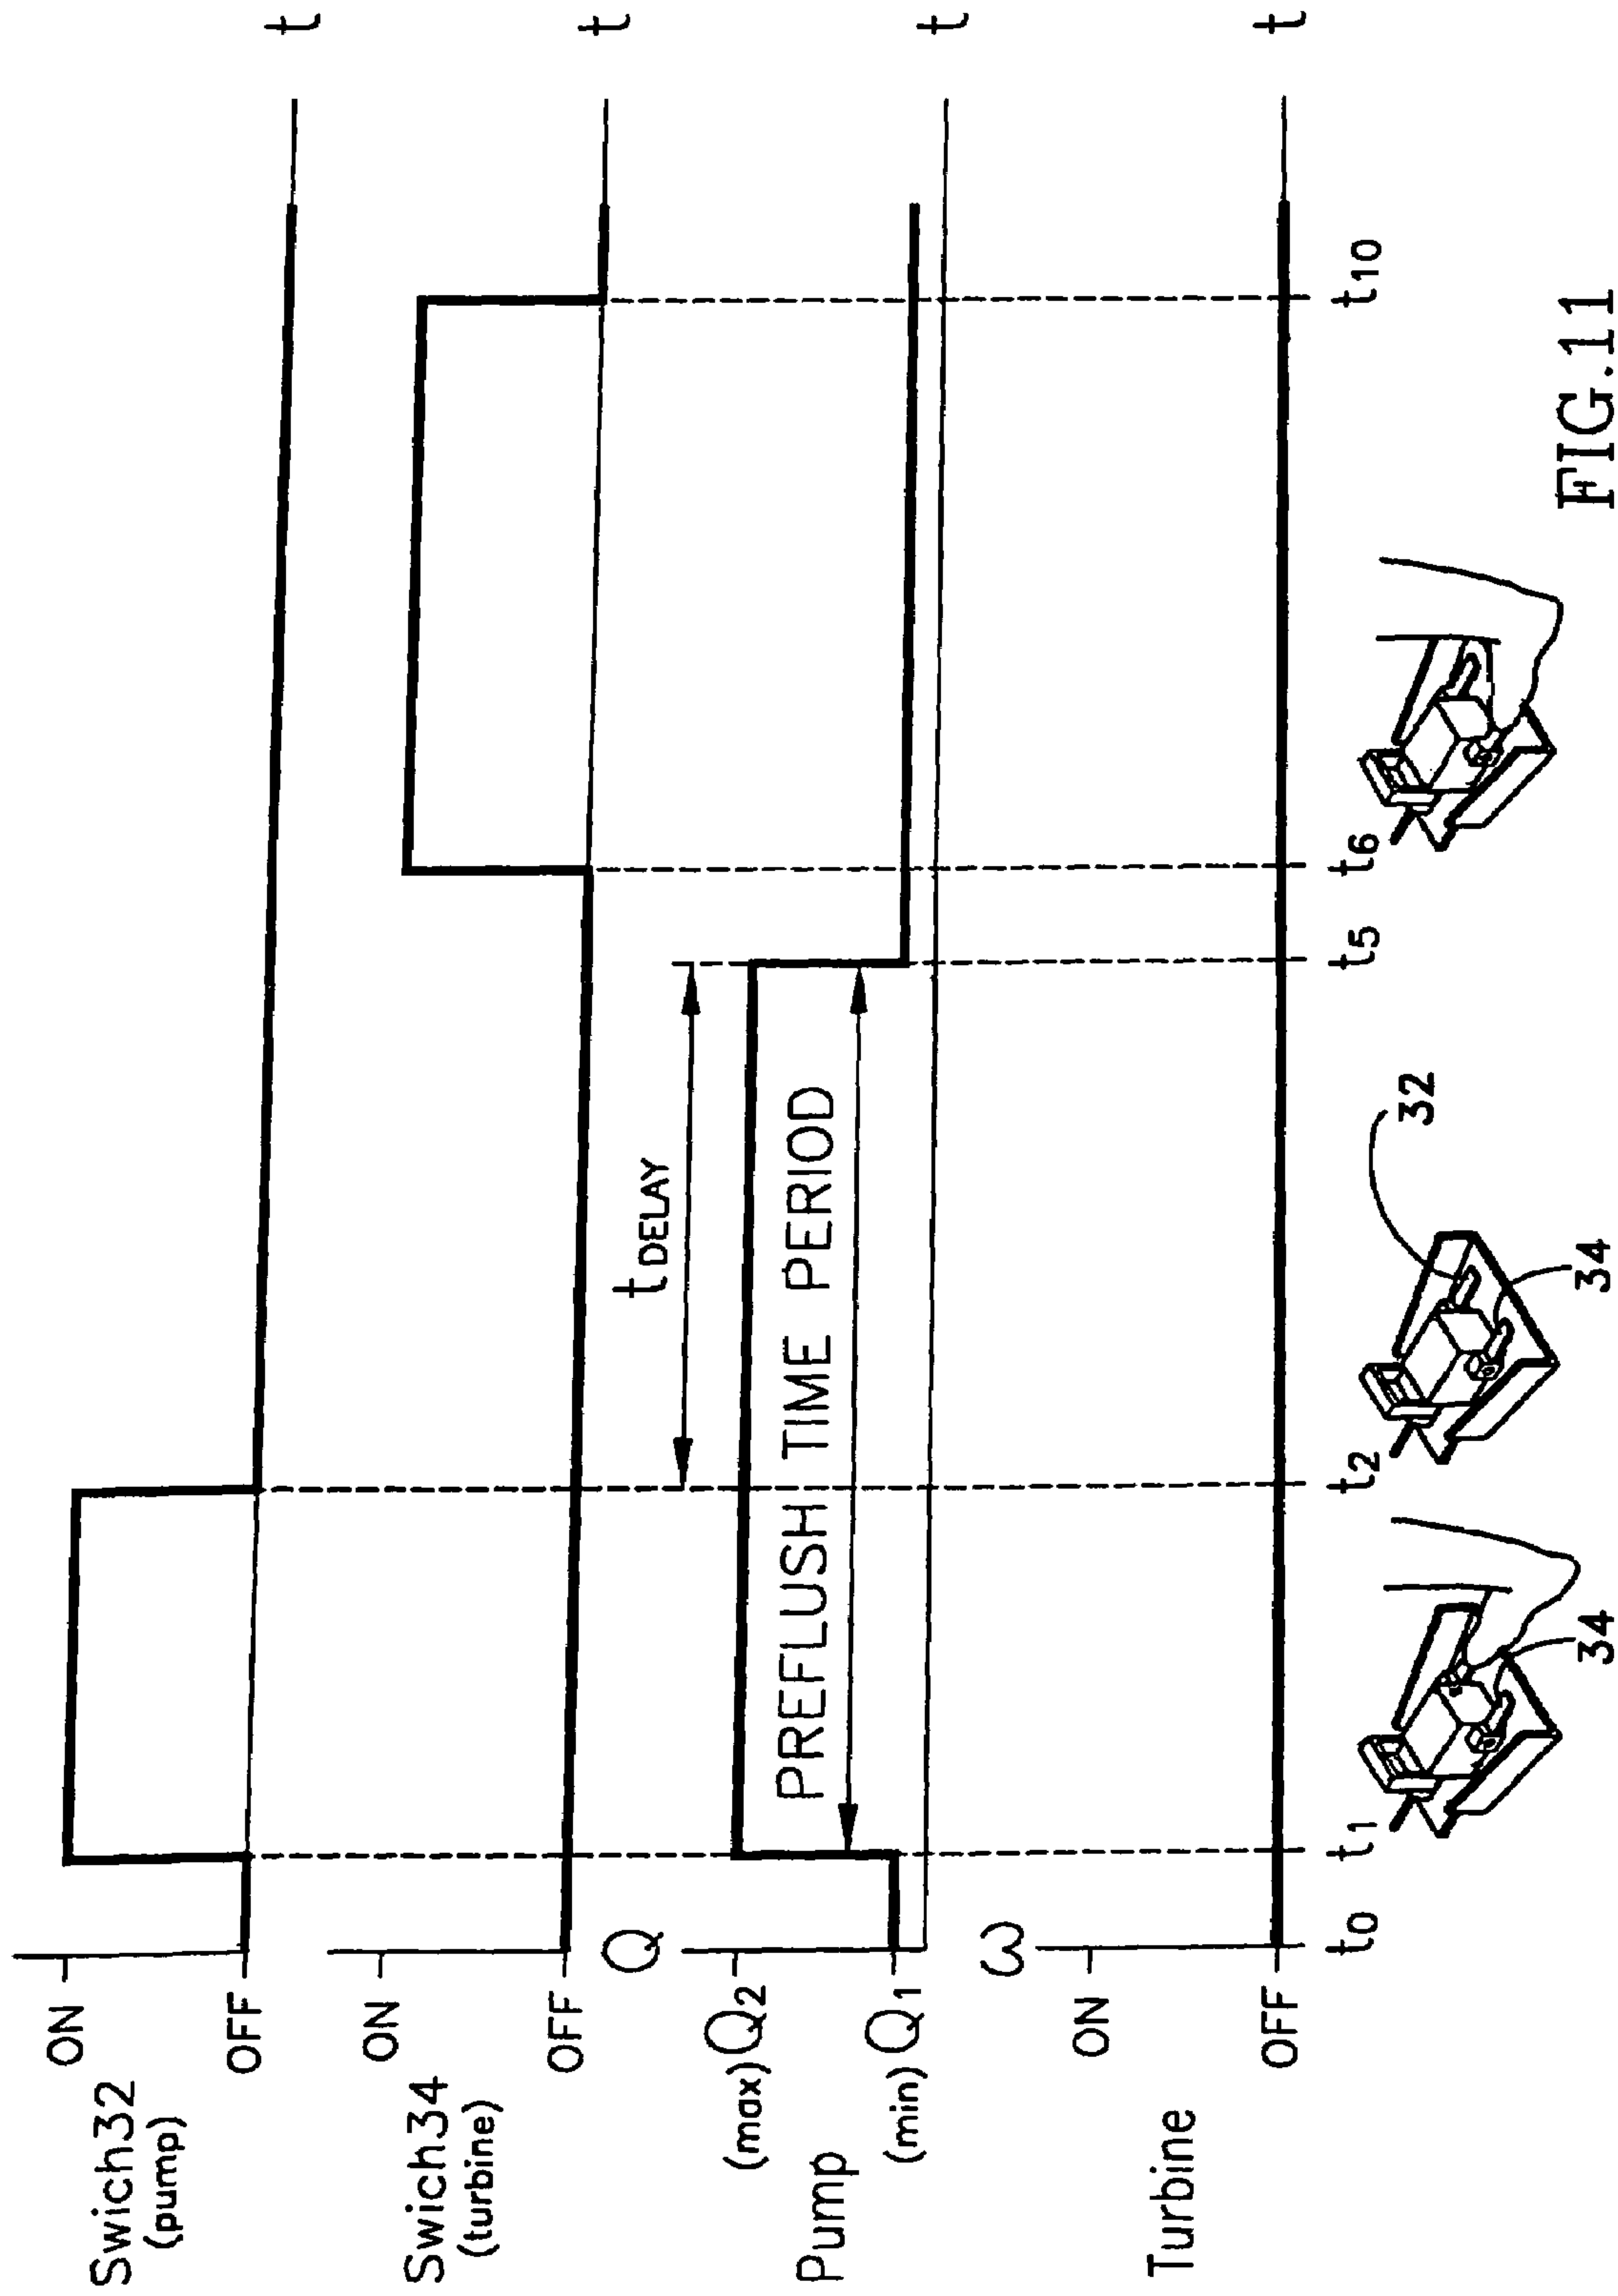 Swich32
(pump)
ON
OFF
t
Swich34
(turbine)
ON
OFF
t
Q
tDELAY
Pump
(max) Q2
(min) Q1
PREFLUSH TIME PERIOD
t
ω
Turbine
ON
OFF
t
t0
t1
t2
t5
t6
t10
34
32
34
FIG.11